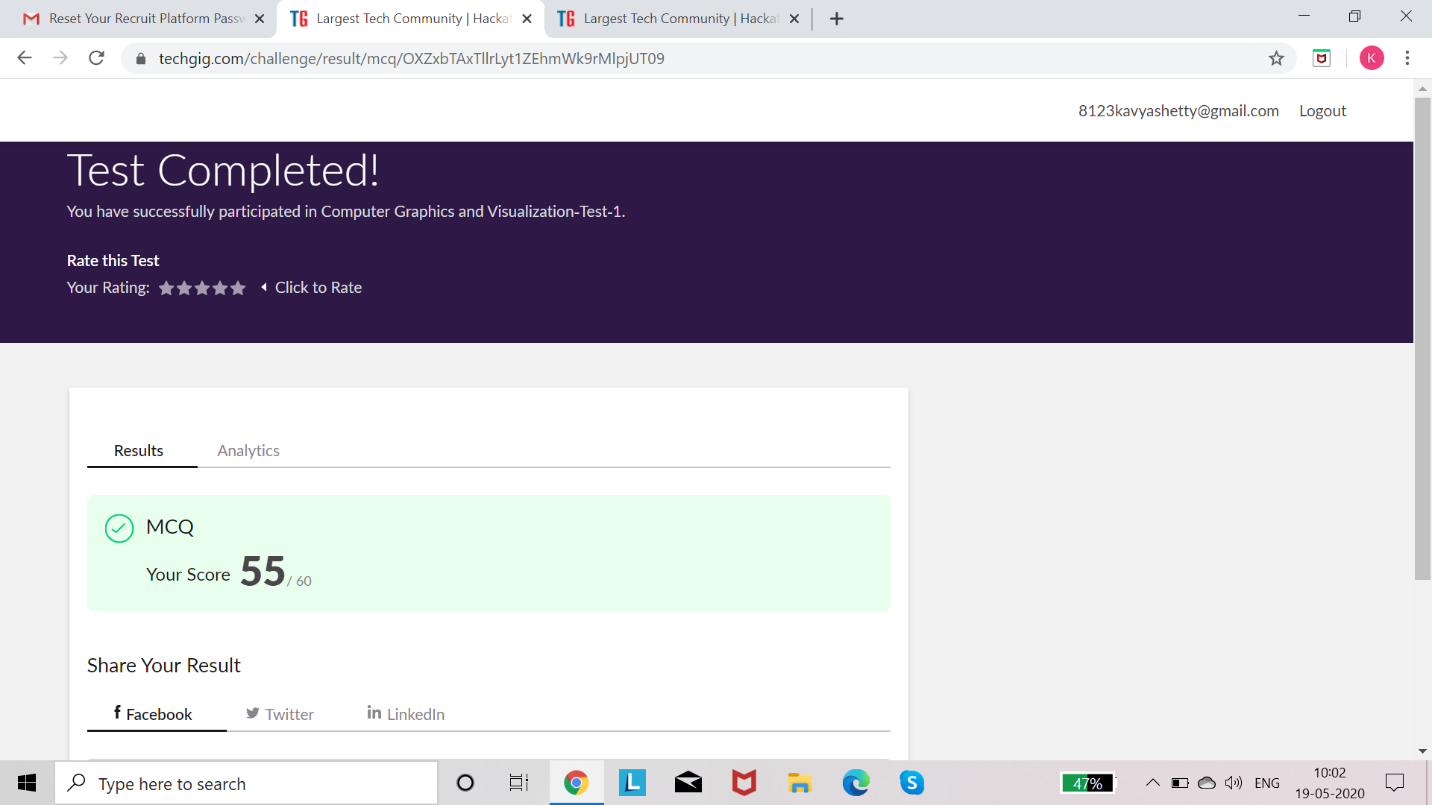 Reset Your Recruit Platform Passw
Largest Tech Community | Hackat
Largest Tech Community | Hackat
techgig.com/challenge/result/mcq/OXZxbTAxTllrLyt1ZEhmWk9rMlpjUT09
K
8123kavyashetty@gmail.com Logout
Test Completed!
You have successfully participated in Computer Graphics and Visualization-Test-1.
Rate this Test
Your Rating: Click to Rate
Results Analytics
MCQ
Your Score 55 / 60
Share Your Result
Facebook Twitter LinkedIn
Type here to search
47%
ENG
10:02
19-05-2020